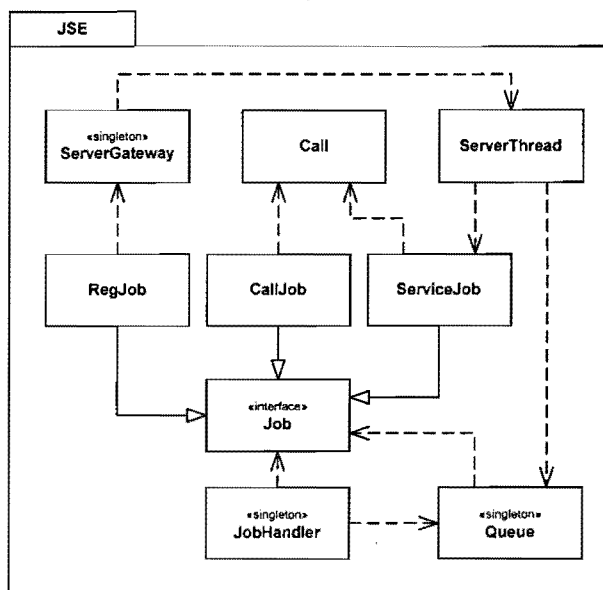 JSE
«singleton»
ServerGateway
Call
ServerThread
RegJob
CallJob
ServiceJob
«interface»
Job
«singleton»
JobHandler
«singleton»
Queue